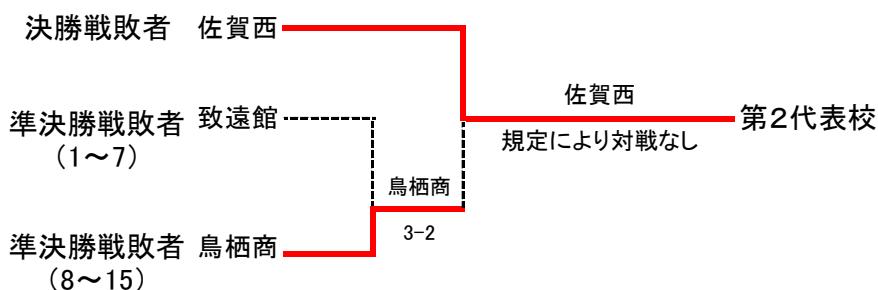 決勝戦敗者 佐賀西
佐賀西
準決勝戦敗者 致遠館
(1～7)
第2代表校
規定により対戦なし
鳥栖商
3-2
準決勝戦敗者 鳥栖商
(8～15)